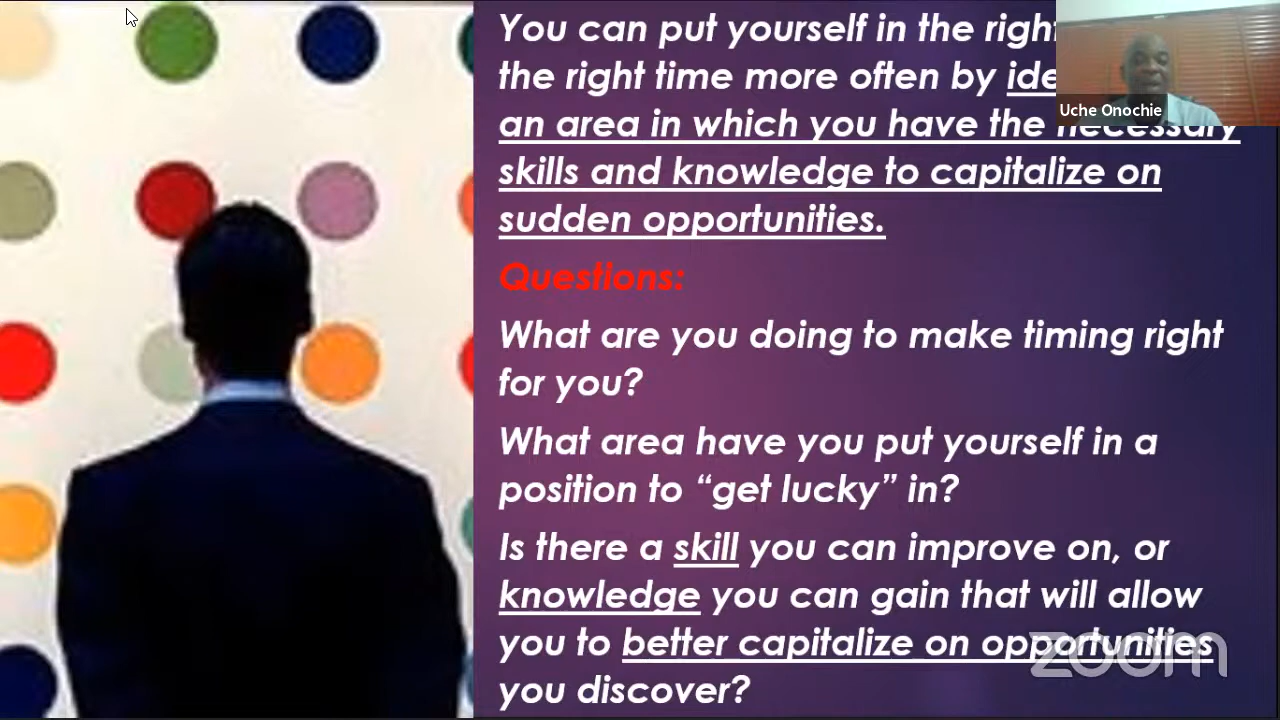 You can put yourself in the right
the right time more often by
an area in which you have the necessary
skills and knowledge to capitalize on
sudden opportunities.
Questions:
What are you doing to make timing right
for you?
What area have you put yourself in a
position to “get lucky” in?
Is there a skill you can improve on, or
knowledge you can gain that will allow
you to better capitalize on opportunities
you discover?
Uche Onochie
zoom